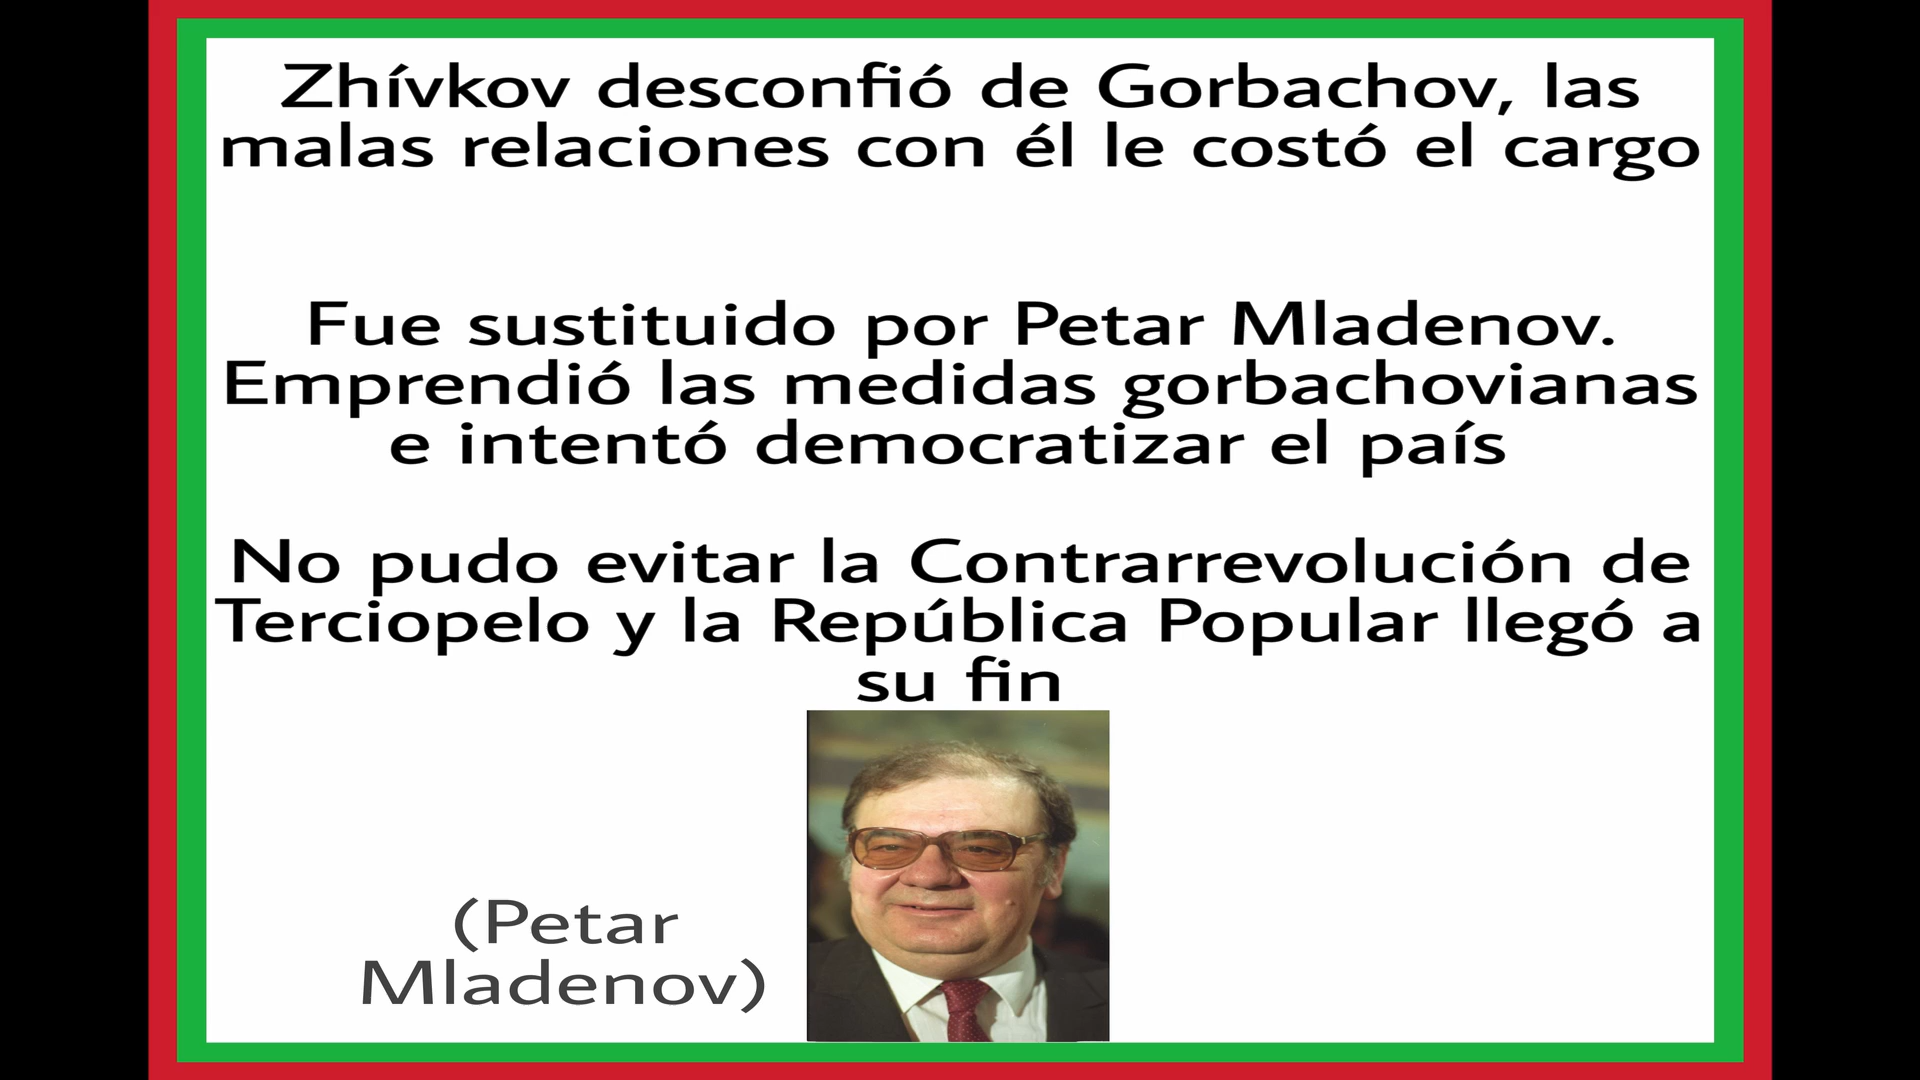 Zhívkov desconfió de Gorbachov, las
malas relaciones con él le costó el cargo
Fue sustituido por Petar Mladenov.
Emprendió las medidas gorbachovianas
e intentó democratizar el país
No pudo evitar la Contrarrevolución de
Terciopelo y la República Popular llegó a
su fin
(Petar
Mladenov)